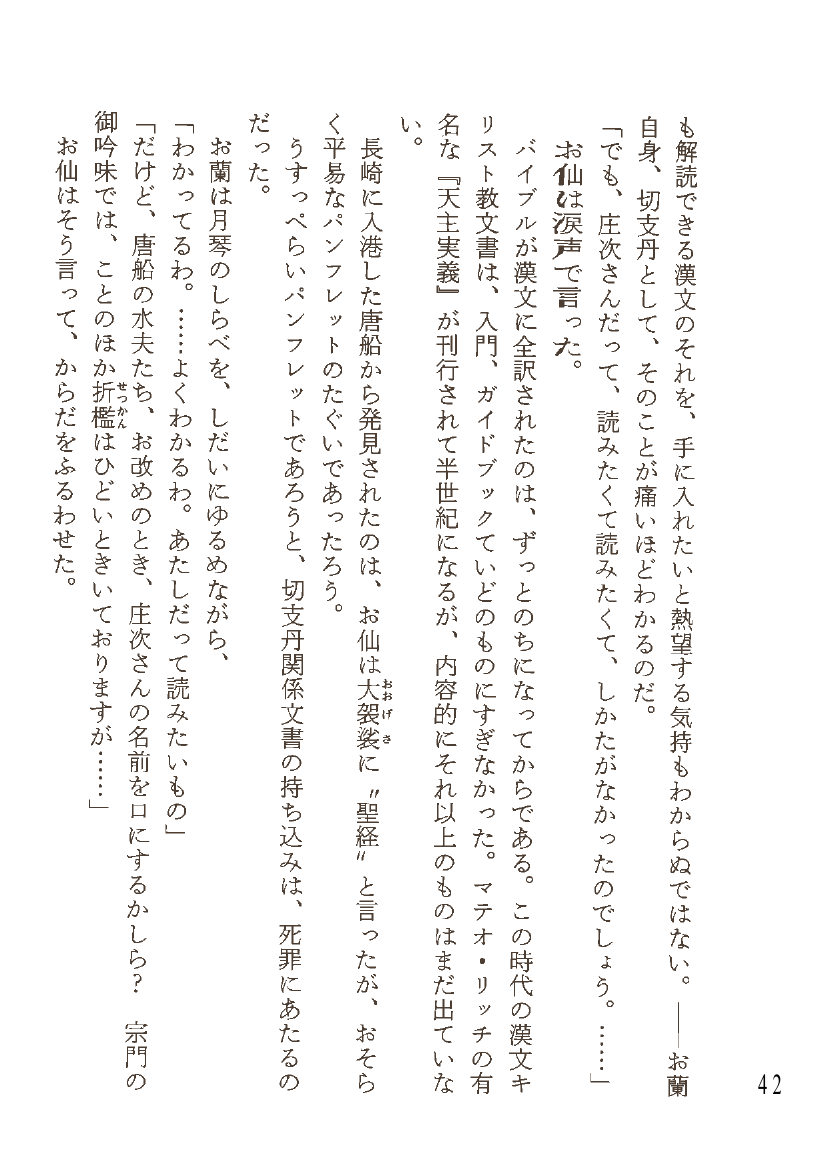 も解読できる漢文のそれを、手に入れたいと熱望する気持もわからぬではない。――お蘭
自身、切支丹として、そのことが痛いほどわかるのだ。
「でも、庄次さんだって、読みたくて読みたくて、しかたがなかったのでしょう。……」
お仙は涙声で言った。
バイブルが漢文に全訳されたのは、ずっとのちになってからである。この時代の漢文キ
リスト教文書は、入門、ガイドブックていどのものにすぎなかった。マテオ・リッチの有
名な『天主実義』が刊行されて半世紀になるが、内容的にそれ以上のものはまだ出ていな
い。
長崎に入港した唐船から発見されたのは、お仙は大袈裟に〝聖経〟と言ったが、おそら
おおげさ
く平易なパンフレットのたぐいであったろう。
うすっぺらいパンフレットであろうと、切支丹関係文書の持ち込みは、死罪にあたるの
だった。
お蘭は月琴のしらべを、しだいにゆるめながら、
「わかってるわ。……よくわかるわ。あたしだって読みたいもの」
「だけど、唐船の水夫たち、お改めのとき、庄次さんの名前を口にするかしら？　宗門の
御吟味では、ことのほか折檻はひどいときいておりますが……」
せっかん
お仙はそう言って、からだをふるわせた。
42